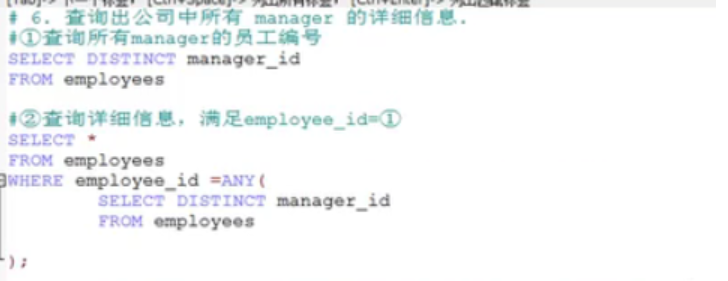 # 6. 查询出公司中所有 manager 的详细信息.
#①查询所有manager的员工编号
SELECT DISTINCT manager_id
FROM employees
#②查询详细信息，满足employee_id=①
SELECT *
FROM employees
WHERE employee_id =ANY(
SELECT DISTINCT manager_id
FROM employees
);